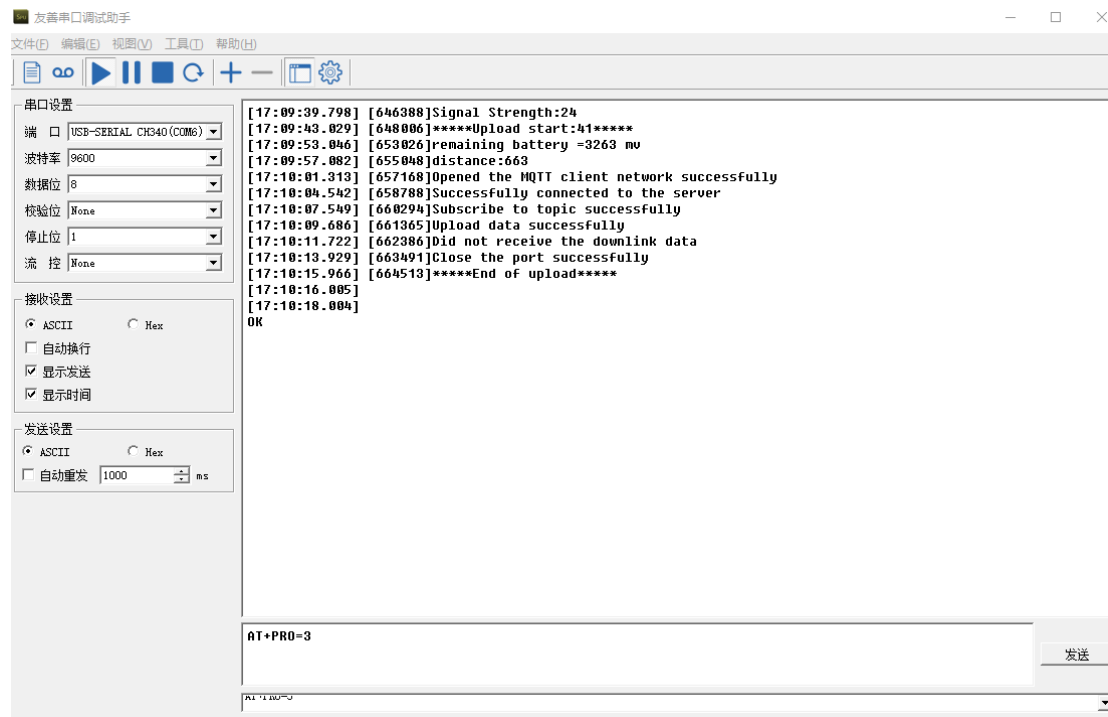 友善串口调试助手
文件(F) 编辑(E) 视图(V) 工具(T) 帮助(H)
串口设置
端 口 USB-SERIAL CH340(COM6)
波特率 9600
数据位 8
校验位 None
停止位 1
流 控 None
接收设置
ASCII Hex
自动换行
显示发送
显示时间
发送设置
ASCII Hex
自动重发 1000 ms
[17:09:39.798] [646388]Signal Strength:24
[17:09:43.029] [648006]*****Upload start:41*****
[17:09:53.046] [653026]remaining battery =3263 mv
[17:09:57.082] [655048]distance:663
[17:10:01.313] [657168]Opened the MQTT client network successfully
[17:10:04.542] [658788]Successfully connected to the server
[17:10:07.549] [660294]Subscribe to topic successfully
[17:10:09.686] [661365]Upload data successfully
[17:10:11.722] [662386]Did not receive the downlink data
[17:10:13.929] [663491]Close the port successfully
[17:10:15.966] [664513]*****End of upload*****
[17:10:16.005]
[17:10:18.004]
OK
AT+PRO=3
发送
AT+PRO=3